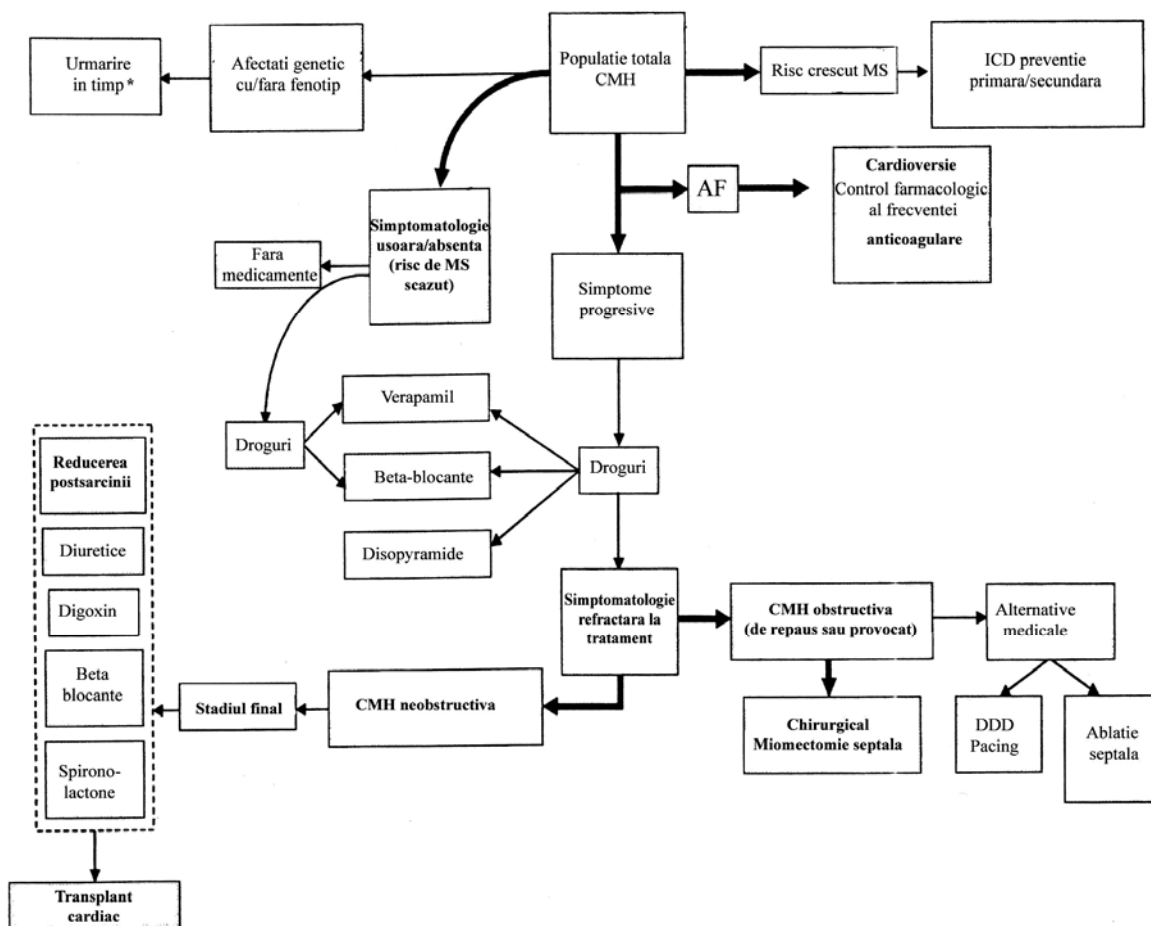 Urmarire
in timp *
Afectati genetic
cu/fara fenotip
Populatie totala
CMH
Risc crescut MS
ICD preventie
primara/secundara
AF
Cardioversie
Control farmacologic
al frecventei
anticoagulare
Simptomatologie
usoara/absenta
(risc de MS
scazut)
Fara
medicamente
Simptome
progresive
Verapamil
Droguri
Beta-blocante
Droguri
Disopyramide
Reducerea
postsarcinii
Diuretice
Digoxin
Beta
blocante
Spirono-
lactone
Simptomatologie
refractara la
tratament
CMH obstructiva
(de repaus sau provocat)
Alternative
medicale
Stadiul final
CMH neobstructiva
Chirurgical
Miomectomie septala
DDD
Pacing
Ablatie
septala
Transplant
cardiac